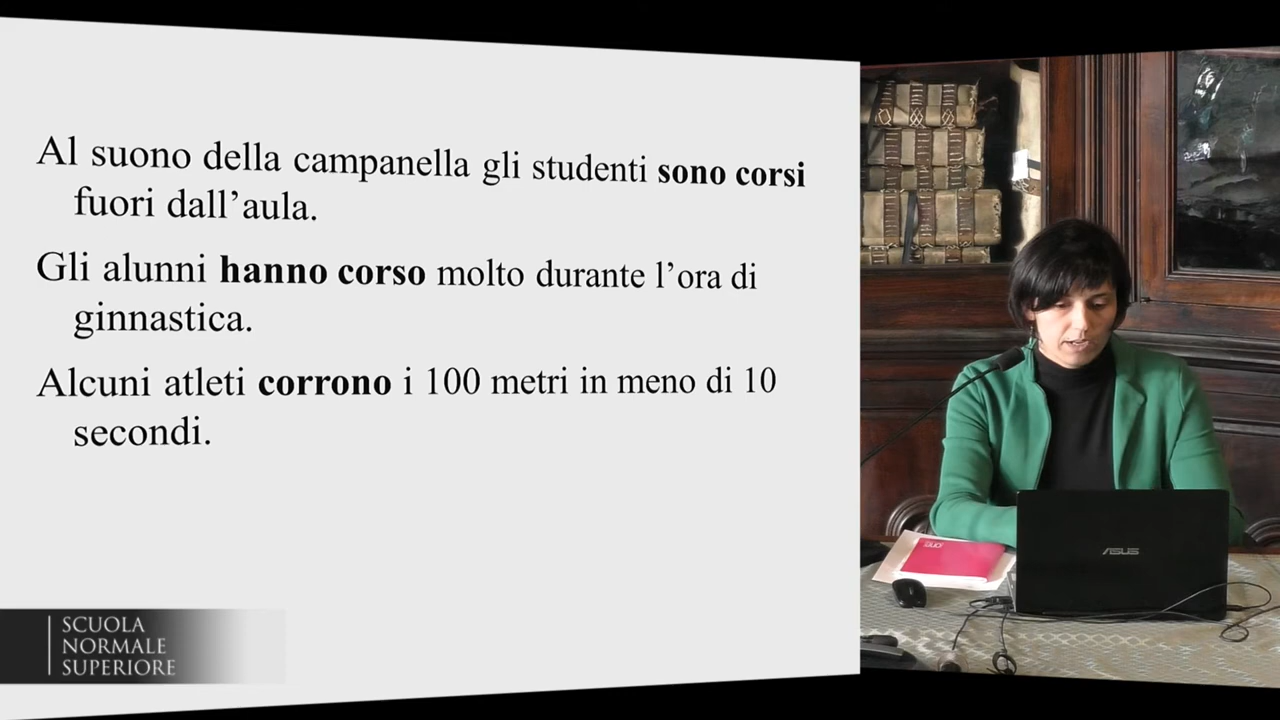 Al suono della campanella gli studenti sono corsi
fuori dall’aula.
Gli alunni hanno corso molto durante l’ora di
ginnastica.
Alcuni atleti corrono i 100 metri in meno di 10
secondi.
SCUOLA
NORMALE
SUPERIORE
ASUS